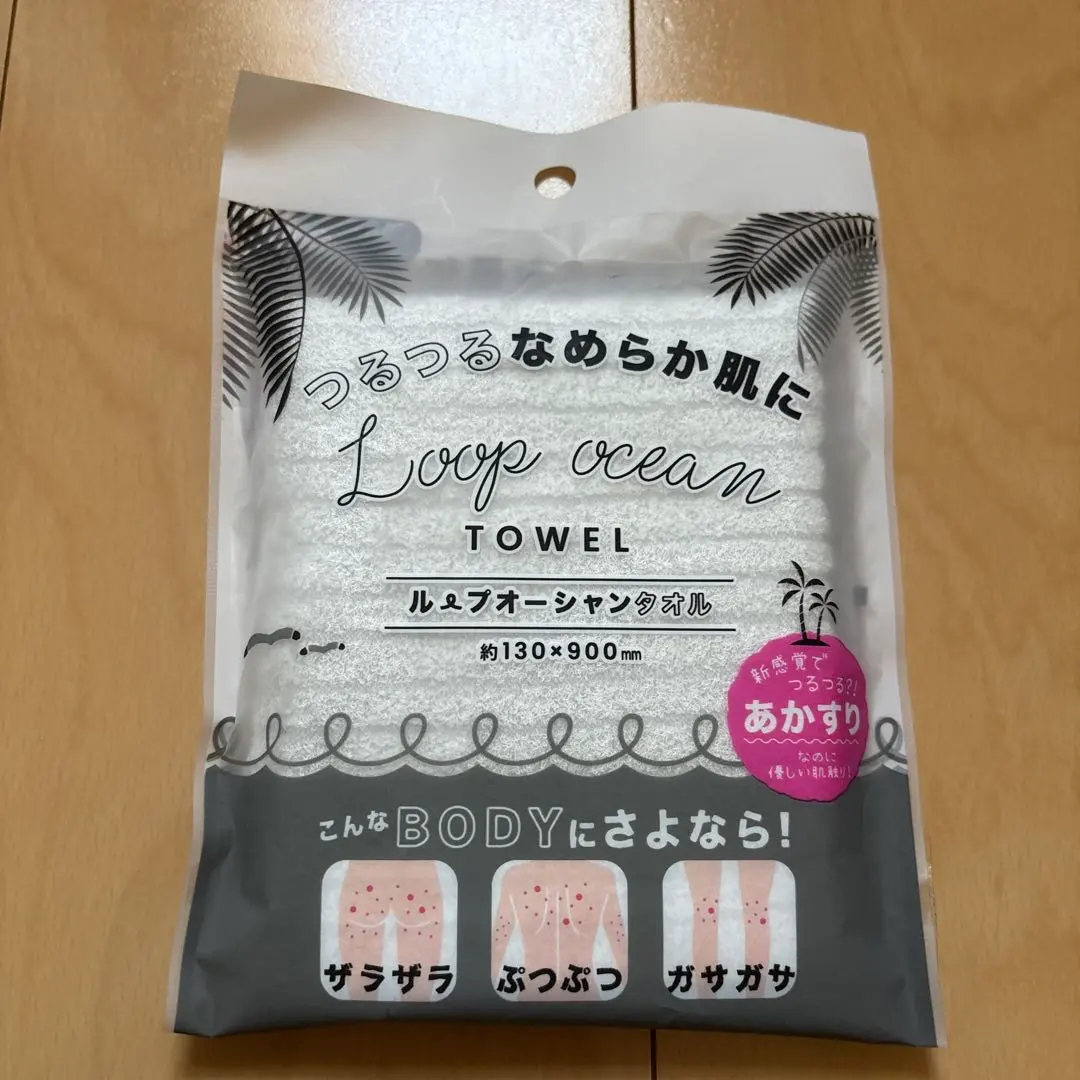 つるつるなめらか肌に
Loop ocean
TOWEL
ループオーシャンタオル
約130×900mm
新感覚で
つるつる?!
あかすり
なのに
優しい肌触り!
こんなBODYにさよなら!
ザラザラ
ぷつぷつ
ガサガサ